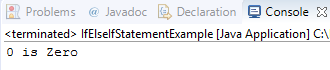 Problems @ Javadoc Declaration Console
<terminated> IfElseIfStatementExample [Java Application] C:\
0 is Zero